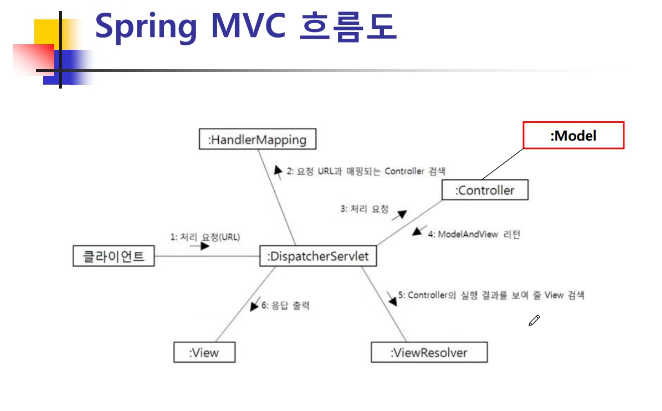 Spring MVC 흐름도
:HandlerMapping
:Model
2: 요청 URL과 매핑되는 Controller 검색
:Controller
3: 처리 요청
1: 처리 요청(URL)
4: ModelAndView 리턴
클라이언트
:DispatcherServlet
5: Controller의 실행 결과를 보여 줄 View 검색
6: 응답 출력
:View
:ViewResolver